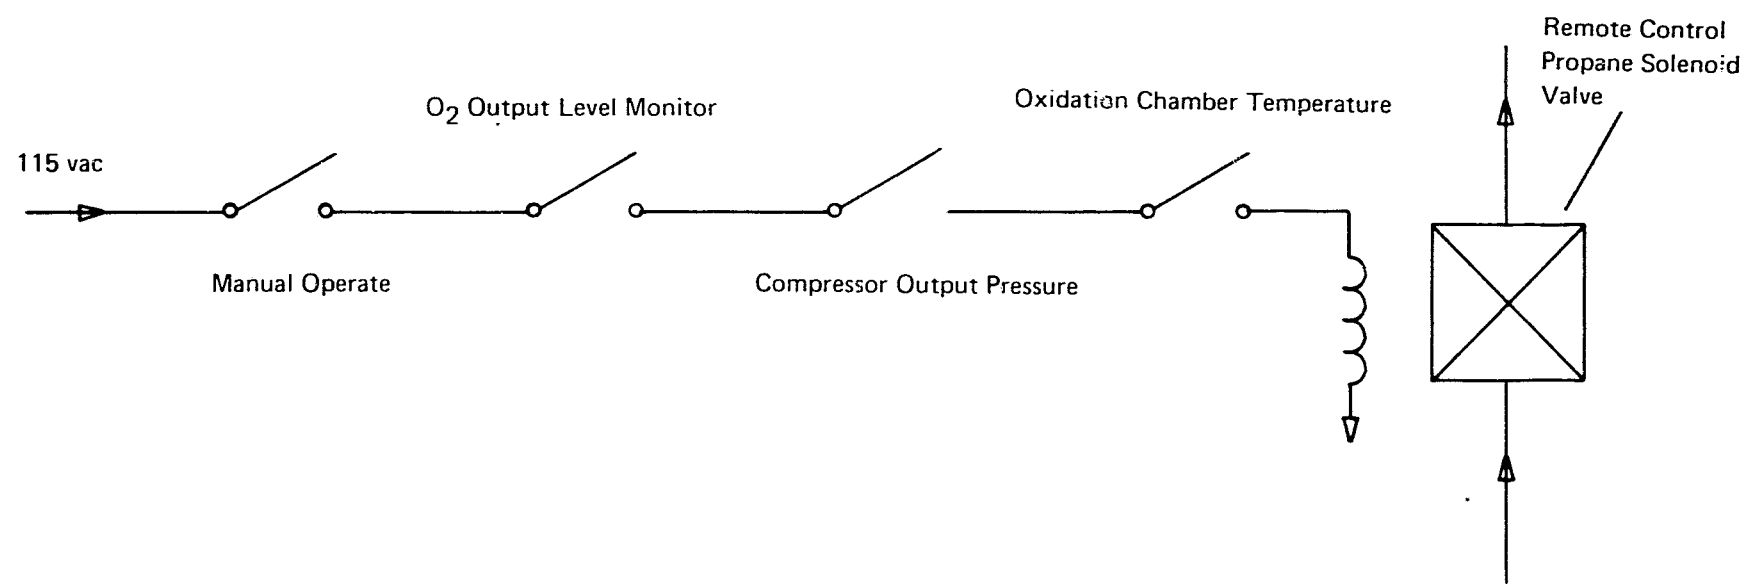 Remote Control
Propane Solenoid
Valve
O2 Output Level Monitor
Oxidation Chamber Temperature
115 vac
Manual Operate
Compressor Output Pressure